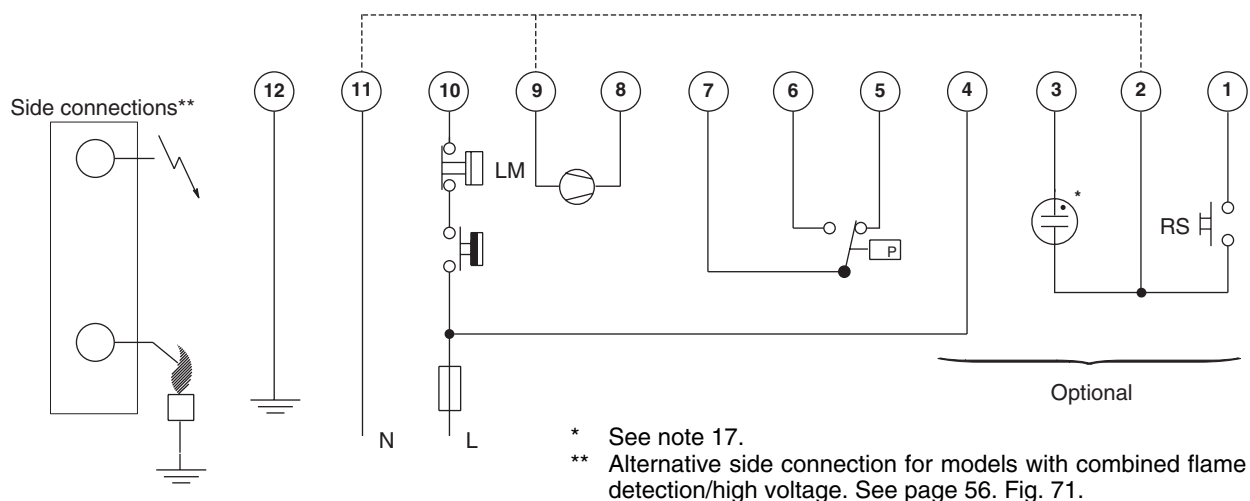 12 11 10 9 8 7 6 5 4 3 2 1
Side connections**
LM
*
RS
P
Optional
N L
* See note 17.
** Alternative side connection for models with combined flame
detection/high voltage. See page 56. Fig. 71.